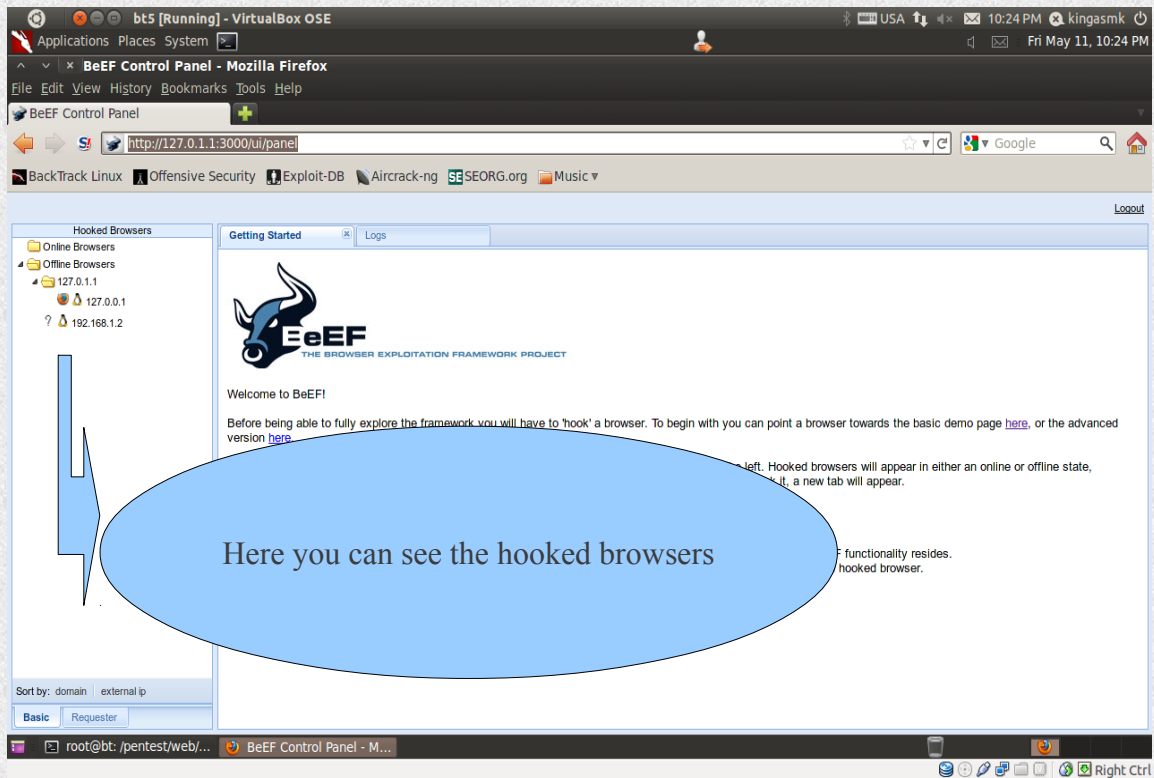 bt5 [Running] - VirtualBox OSE
USA
10:24 PM
kingasmk
Applications Places System
Fri May 11, 10:24 PM
BeEF Control Panel - Mozilla Firefox
File Edit View History Bookmarks Tools Help
BeEF Control Panel
http://127.0.1.1:3000/ui/panel
Google
BackTrack Linux
Offensive Security
Exploit-DB
Aircrack-ng
SE SEORG.org
Music
Logout
Hooked Browsers
Online Browsers
Offline Browsers
127.0.1.1
127.0.0.1
? 192.168.1.2
Sort by: domain external ip
Basic Requester
Getting Started
Logs
BeEF
THE BROWSER EXPLOITATION FRAMEWORK PROJECT
Welcome to BeEF!
Before being able to fully explore the framework you will have to 'hook' a browser. To begin with you can point a browser towards the basic demo page here, or the advanced
version here.
left. Hooked browsers will appear in either an online or offline state,
it, a new tab will appear.
Here you can see the hooked browsers
functionality resides.
hooked browser.
root@bt: /pentest/web/...
BeEF Control Panel - M...
Right Ctrl